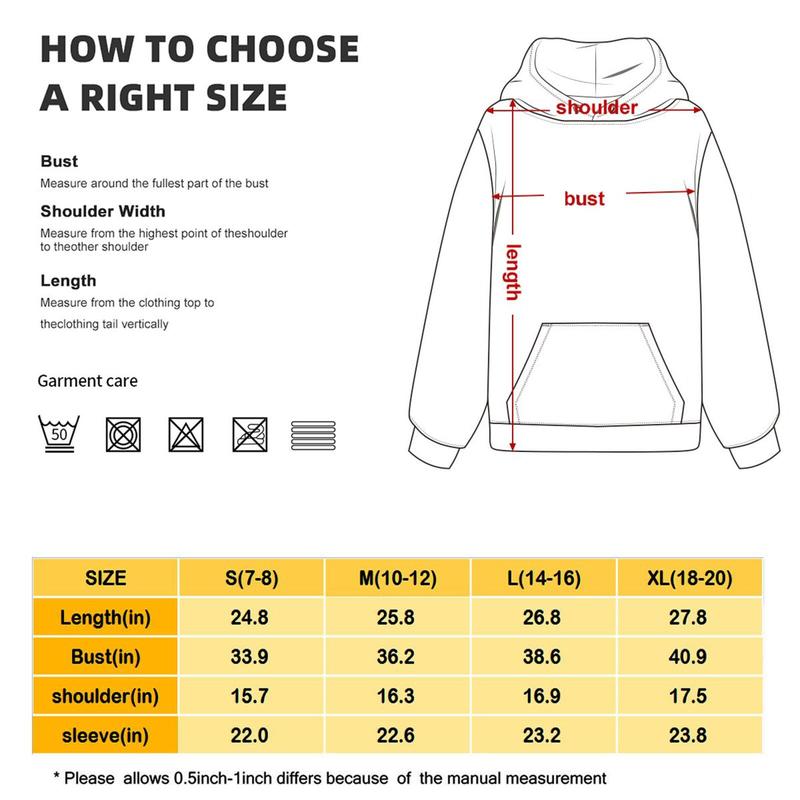 HOW TO CHOOSE
A RIGHT SIZE
Bust
Measure around the fullest part of the bust
Shoulder Width
Measure from the highest point of theshoulder
to theother shoulder
Length
Measure from the clothing top to
theclothing tail vertically
Garment care
50
shoulder
bust
length
SIZE S(7-8) M(10-12) L(14-16) XL(18-20)
Length(in) 24.8 25.8 26.8 27.8
Bust(in) 33.9 36.2 38.6 40.9
shoulder(in) 15.7 16.3 16.9 17.5
sleeve(in) 22.0 22.6 23.2 23.8
* Please allows 0.5inch-1inch differs because of the manual measurement